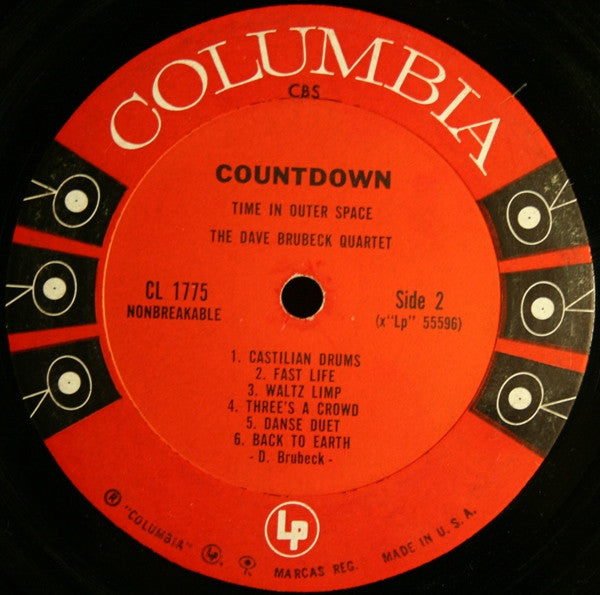 COLUMBIA
CBS
COUNTDOWN
TIME IN OUTER SPACE
THE DAVE BRUBECK QUARTET
CL 1775
NONBREAKABLE
Side 2
(x"Lp" 55596)
1. CASTILIAN DRUMS
2. FAST LIFE
3. WALTZ LIMP
4. THREE'S A CROWD
5. DANSE DUET
6. BACK TO EARTH
- D. Brubeck -
® "COLUMBIA" Lp. MARCAS REG. MADE IN U. S. A.
Lp